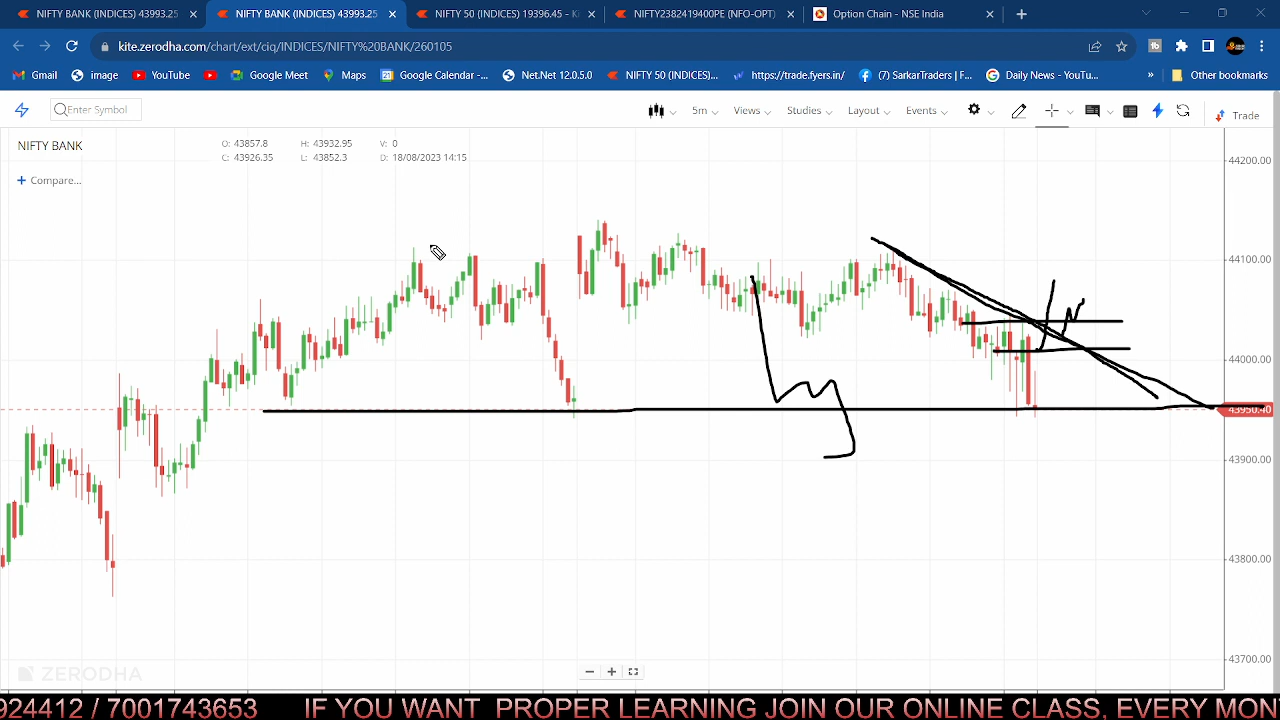 NIFTY BANK (INDICES) 43993.25
NIFTY BANK (INDICES) 43993.25
NIFTY 50 (INDICES) 19396.45 - Ki
NIFTY2382419400PE (NFO-OPT)
Option Chain - NSE India
kite.zerodha.com/chart/ext/ciq/INDICES/NIFTY%20BANK/260105
Gmail
image
YouTube
Google Meet
Maps
Google Calendar -...
Net.Net 12.0.5.0
NIFTY 50 (INDICES)...
https://trade.fyers.in/
(7) Samco Traders | F...
Daily News - YouTu...
»
Other bookmarks
Enter Symbol
5m
Views
Studies
Layout
Events
Trade
NIFTY BANK
O: 43857.8 H: 43932.95 V: 0
C: 43926.35 L: 43852.3 D: 18/08/2023 14:15
+ Compare...
44200.00
44100.00
44000.00
43950.40
43900.00
43800.00
43700.00
ZERODHA
924412 / 7001743653 IF YOU WANT PROPER LEARNING JOIN OUR ONLINE CLASS, EVERY MON